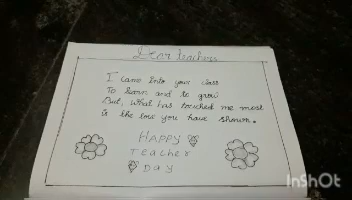 Dear teachers
I came into your class
To learn and to grow
But, What has touched me most
is the love you have shown.
HAPPY
Teacher
Day
InShOt